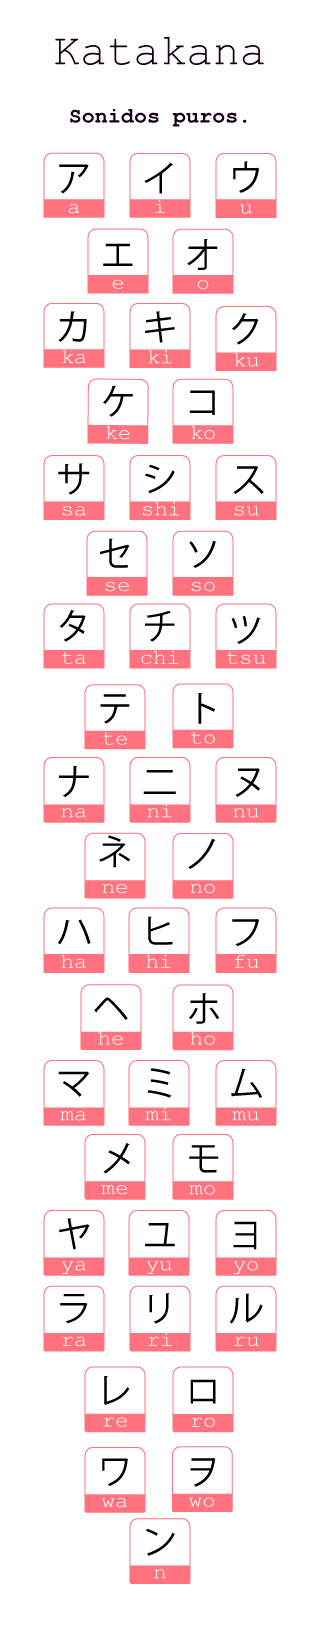 Katakana
Sonidos puros.
ア イ ウ
a i u
エ オ
e o
カ キ ク
ka ki ku
ケ コ
ke ko
サ シ ス
sa shi su
セ ソ
se so
タ チ ツ
ta chi tsu
テ ト
te to
ナ ニ ヌ
na ni nu
ネ ノ
ne no
ハ ヒ フ
ha hi fu
ヘ ホ
he ho
マ ミ ム
ma mi mu
メ モ
me mo
ヤ ユ ヨ
ya yu yo
ラ リ ル
ra ri ru
レ ロ
re ro
ワ ヲ
wa wo
ン
n